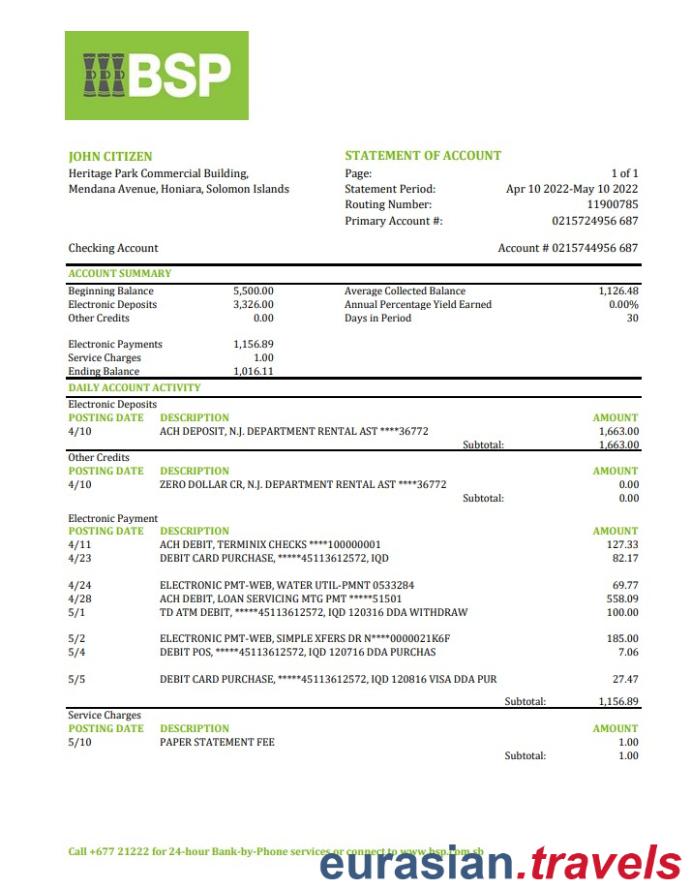 BSP
JOHN CITIZEN
Heritage Park Commercial Building,
Mendana Avenue, Honiara, Solomon Islands
STATEMENT OF ACCOUNT
Page: 1 of 1
Statement Period: Apr 10 2022-May 10 2022
Routing Number: 11900785
Primary Account #: 0215724956 687
Checking Account Account # 0215744956 687
ACCOUNT SUMMARY
Beginning Balance 5,500.00 Average Collected Balance 1,126.48
Electronic Deposits 3,326.00 Annual Percentage Yield Earned 0.00%
Other Credits 0.00 Days in Period 30
Electronic Payments 1,156.89
Service Charges 1.00
Ending Balance 1,016.11
DAILY ACCOUNT ACTIVITY
Electronic Deposits
POSTING DATE DESCRIPTION AMOUNT
4/10 ACH DEPOSIT, N.J. DEPARTMENT RENTAL AST ****36772 1,663.00
Subtotal: 1,663.00
Other Credits
POSTING DATE DESCRIPTION AMOUNT
4/10 ZERO DOLLAR CR, N.J. DEPARTMENT RENTAL AST ****36772 0.00
Subtotal: 0.00
Electronic Payment
POSTING DATE DESCRIPTION AMOUNT
4/11 ACH DEBIT, TERMINIX CHECKS ****100000001 127.33
4/23 DEBIT CARD PURCHASE, *****45113612572, IQD 82.17
4/24 ELECTRONIC PMT-WEB, WATER UTIL-PMNT 0533284 69.77
4/28 ACH DEBIT, LOAN SERVICING MTG PMT *****51501 558.09
5/1 TD ATM DEBIT, *****45113612572, IQD 120316 DDA WITHDRAW 100.00
5/2 ELECTRONIC PMT-WEB, SIMPLE XFERS DR N****0000021K6F 185.00
5/4 DEBIT POS, *****45113612572, IQD 120716 DDA PURCHAS 7.06
5/5 DEBIT CARD PURCHASE, *****45113612572, IQD 120816 VISA DDA PUR 27.47
Subtotal: 1,156.89
Service Charges
POSTING DATE DESCRIPTION AMOUNT
5/10 PAPER STATEMENT FEE 1.00
Subtotal: 1.00
Call +677 21222 for 24-hour Bank-by-Phone services or connect to www.bsp.com.sb
eurasian.travels